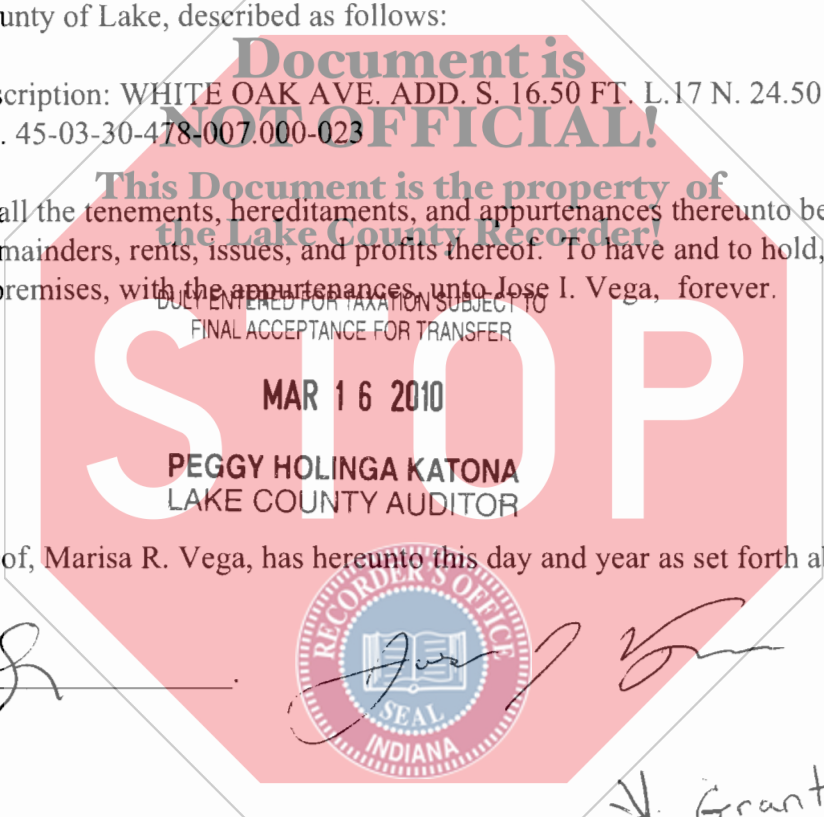 unty of Lake, described as follows:
Document is
scription: WHITE OAK AVE. ADD. S. 16.50 FT. L.17 N. 24.50
NOT OFFICIAL!
. 45-03-30-478-007.000-023
This Document is the property of
all the tenements, hereditaments, and appurtenances thereunto be
the Lake County Recorder!
mainders, rents, issues, and profits thereof. To have and to hold,
premises, with the appurtenances, unto Jose I. Vega, forever.
DULY ENTERED FOR TAXATION SUBJECT TO
FINAL ACCEPTANCE FOR TRANSFER
STOP
MAR 16 2010
PEGGY HOLINGA KATONA
LAKE COUNTY AUDITOR
of, Marisa R. Vega, has hereunto this day and year as set forth a
RECORDER'S OFFICE
SEAL
INDIANA
Grant